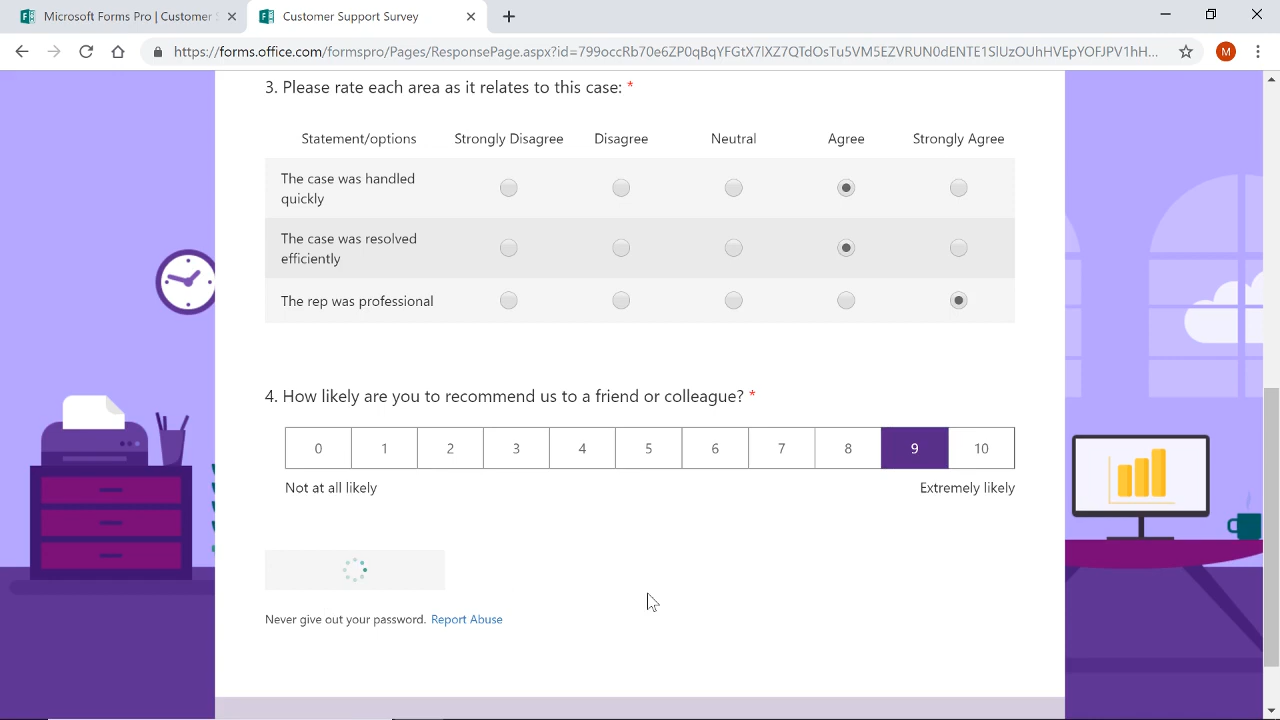 Microsoft Forms Pro | Customer S
Customer Support Survey
https://forms.office.com/formspro/Pages/ResponsePage.aspx?id=799occRb70e6ZP0qBqYFGtX7lXZ7QTdOsTu5VM5EZVRUN0dENTE1SlUzOUhHVEpYOFJPV1hH...
M
3. Please rate each area as it relates to this case: *
Statement/options Strongly Disagree Disagree Neutral Agree Strongly Agree
The case was handled
quickly
The case was resolved
efficiently
The rep was professional
4. How likely are you to recommend us to a friend or colleague? *
0 1 2 3 4 5 6 7 8 9 10
Not at all likely Extremely likely
Never give out your password. Report Abuse